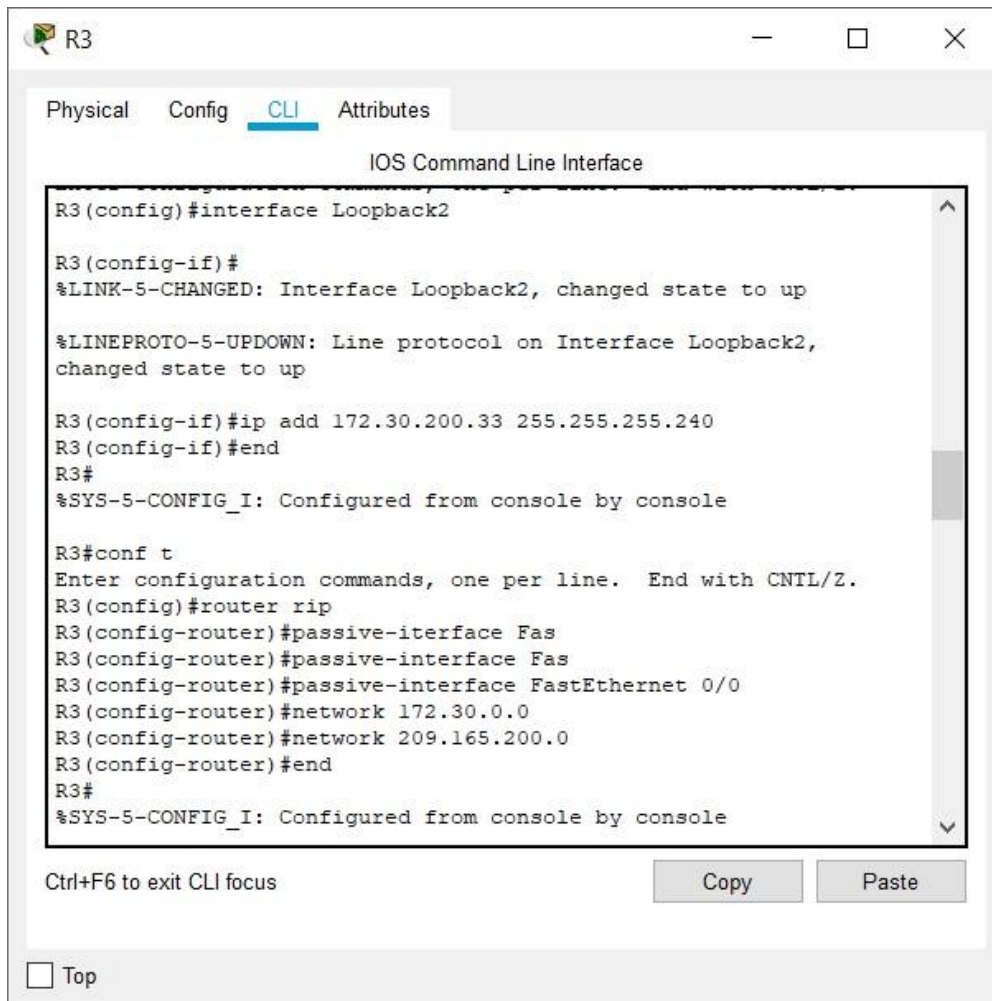 R3
Physical Config CLI Attributes
IOS Command Line Interface
R3(config)#interface Loopback2
R3(config-if)#
%LINK-5-CHANGED: Interface Loopback2, changed state to up
%LINEPROTO-5-UPDOWN: Line protocol on Interface Loopback2,
changed state to up
R3(config-if)#ip add 172.30.200.33 255.255.255.240
R3(config-if)#end
R3#
%SYS-5-CONFIG_I: Configured from console by console
R3#conf t
Enter configuration commands, one per line.  End with CNTL/Z.
R3(config)#router rip
R3(config-router)#passive-iterface Fas
R3(config-router)#passive-interface Fas
R3(config-router)#passive-interface FastEthernet 0/0
R3(config-router)#network 172.30.0.0
R3(config-router)#network 209.165.200.0
R3(config-router)#end
R3#
%SYS-5-CONFIG_I: Configured from console by console
Ctrl+F6 to exit CLI focus
Copy Paste
Top